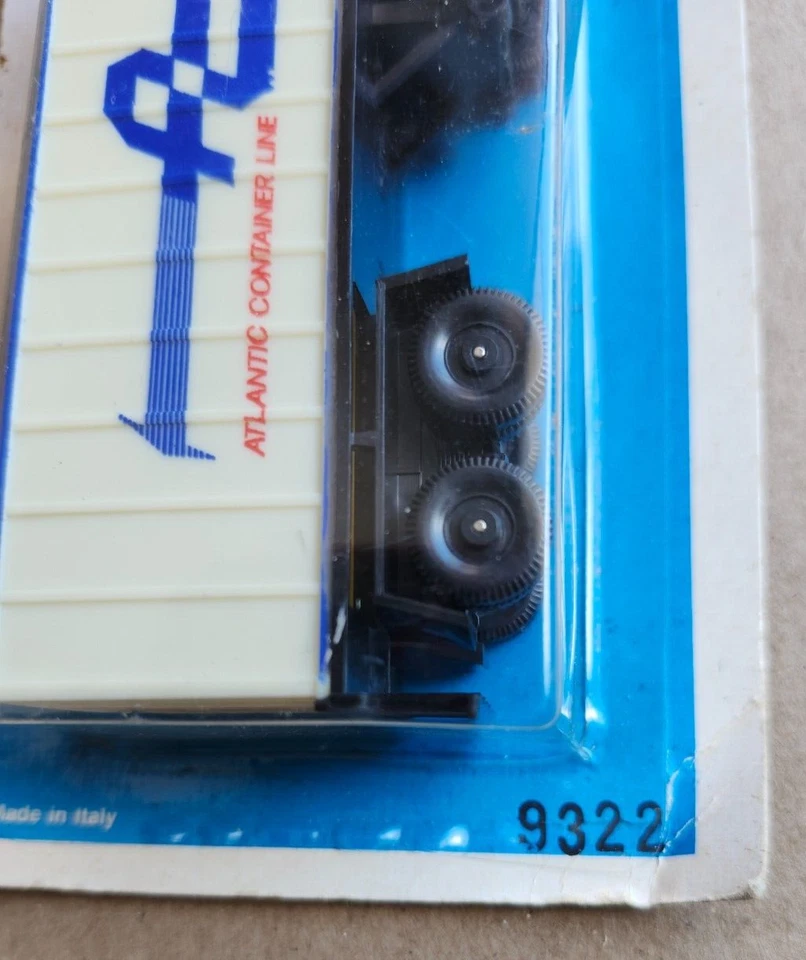 ATLANTIC CONTAINER LINE
Made in Italy
9322